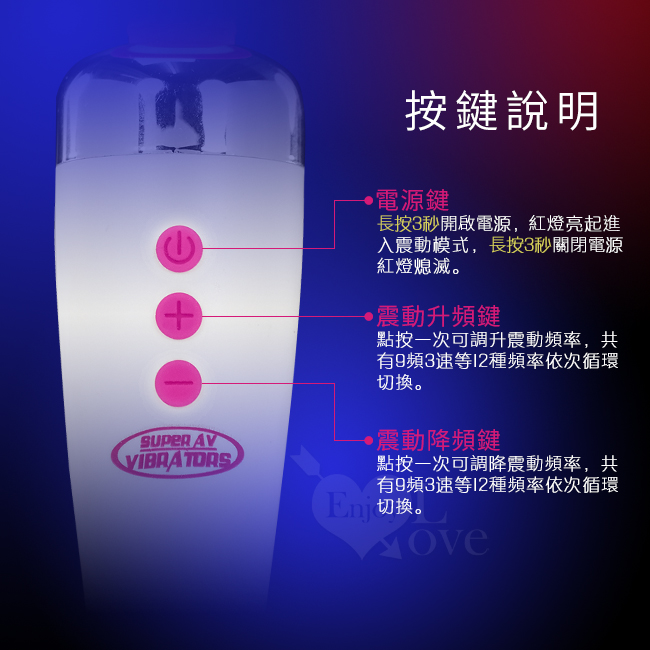 按鍵說明
電源鍵
長按3秒開啟電源，紅燈亮起進
入震動模式，長按3秒關閉電源
紅燈熄滅。
震動升頻鍵
點按一次可調升震動頻率，共
有9頻3速等12種頻率依次循環
切換。
震動降頻鍵
點按一次可調降震動頻率，共
有9頻3速等12種頻率依次循環
切換。
SUPER AV
VIBRATORS
Enjoy
Love